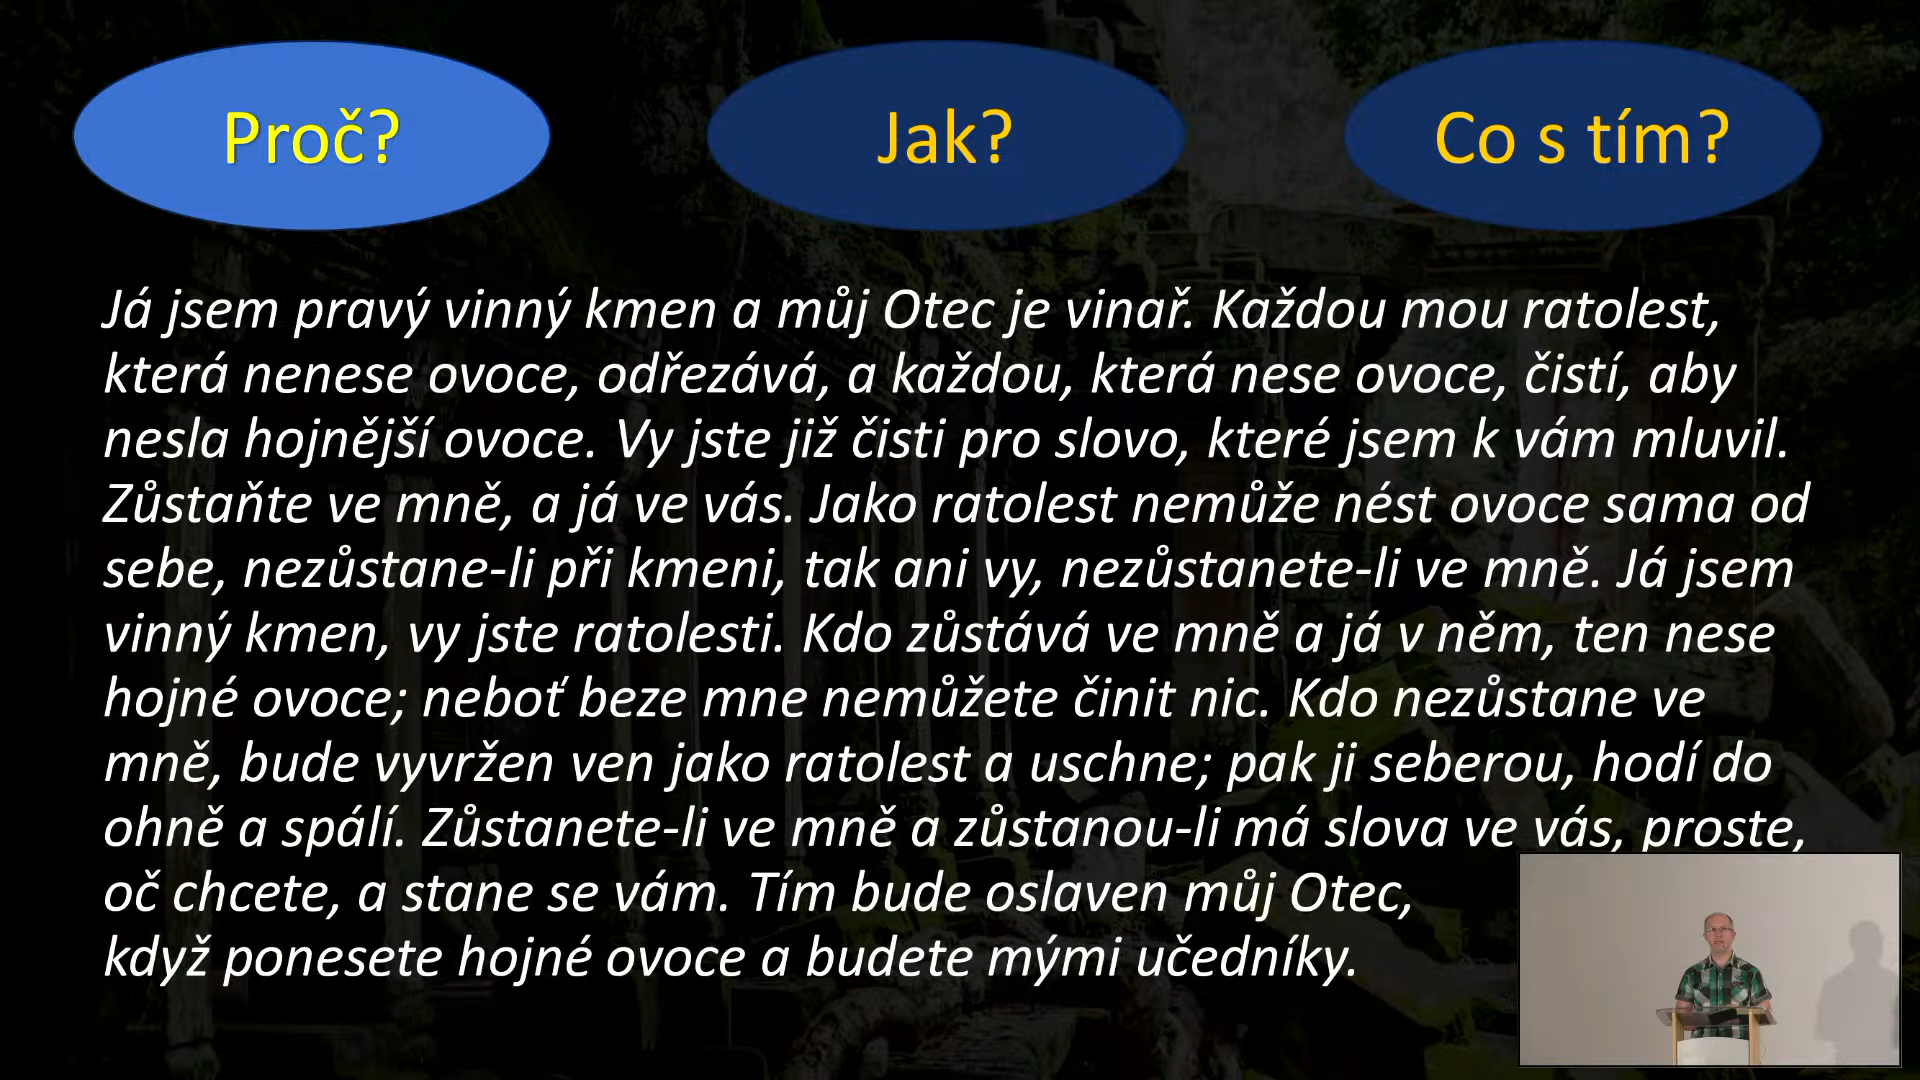 Proč?
Jak?
Co s tím?
Já jsem pravý vinný kmen a můj Otec je vinař. Každou mou ratolest,
která nenese ovoce, odřezává, a každou, která nese ovoce, čistí, aby
nesla hojnější ovoce. Vy jste již čisti pro slovo, které jsem k vám mluvil.
Zůstaňte ve mně, a já ve vás. Jako ratolest nemůže nést ovoce sama od
sebe, nezůstane-li při kmeni, tak ani vy, nezůstanete-li ve mně. Já jsem
vinný kmen, vy jste ratolesti. Kdo zůstává ve mně a já v něm, ten nese
hojné ovoce; neboť beze mne nemůžete činit nic. Kdo nezůstane ve
mně, bude vyvržen ven jako ratolest a uschne; pak ji seberou, hodí do
ohně a spálí. Zůstanete-li ve mně a zůstanou-li má slova ve vás, proste,
oč chcete, a stane se vám. Tím bude oslaven můj Otec,
když ponesete hojné ovoce a budete mými učedníky.